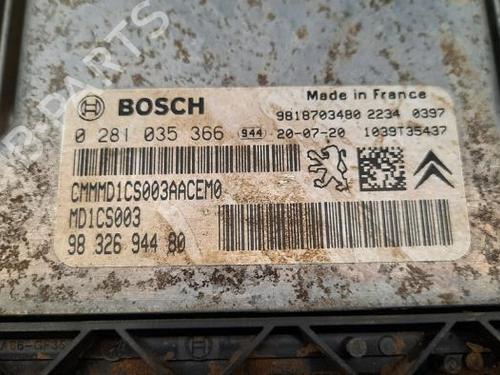 PARTS
Made in France
BOSCH
9818703480 2234 0397
0 281 035 366 944 20-07-20 1039T35437
CMMMD1CS003AACEM0
MD1CS003
98 326 944 80